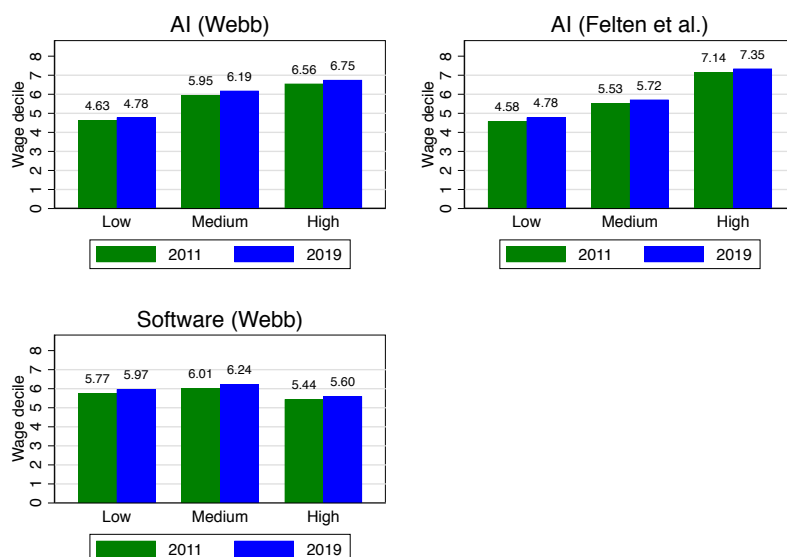 AI (Webb)
Wage decile
0 1 2 3 4 5 6 7 8
4.63 4.78 5.95 6.19 6.56 6.75
Low Medium High
2011 2019
AI (Felten et al.)
Wage decile
0 1 2 3 4 5 6 7 8
4.58 4.78 5.53 5.72 7.14 7.35
Low Medium High
2011 2019
Software (Webb)
Wage decile
0 1 2 3 4 5 6 7 8
5.77 5.97 6.01 6.24 5.44 5.60
Low Medium High
2011 2019